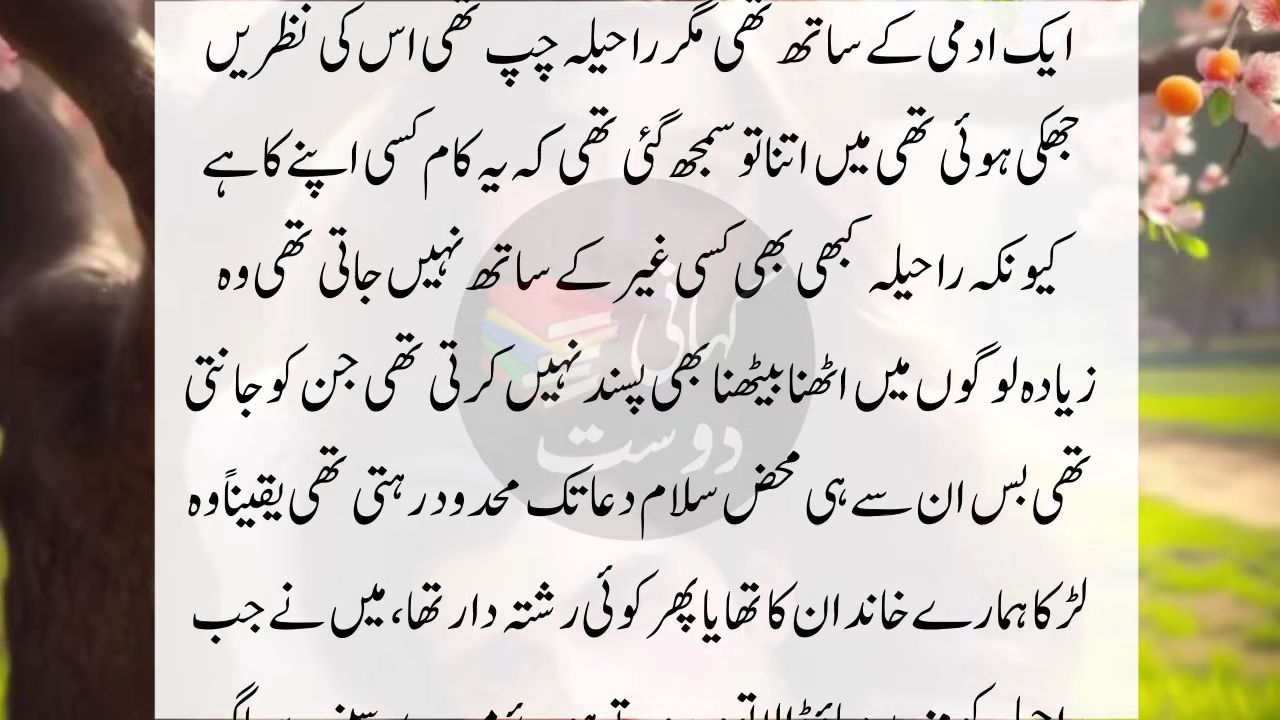 ایک ادمی کے ساتھ تھی مگر راحیلہ چپ تھی اس کی نظریں
جھکی ہوئی تھی میں اتنا تو سمجھ گئی تھی کہ یہ کام کسی اپنے کا ہے
کیونکہ راحیلہ کبھی بھی کسی غیر کے ساتھ نہیں جاتی تھی وہ
زیادہ لوگوں میں اٹھنا بیٹھنا بھی پسند نہیں کرتی تھی جن کو جانتی
تھی بس ان سے ہی محض سلام دعا تک محدود رہتی تھی یقیناً وہ
لڑکا ہمارے خاندان کا تھا یا پھر کوئی رشتہ دار تھا، میں نے جب
کہانی
دوست